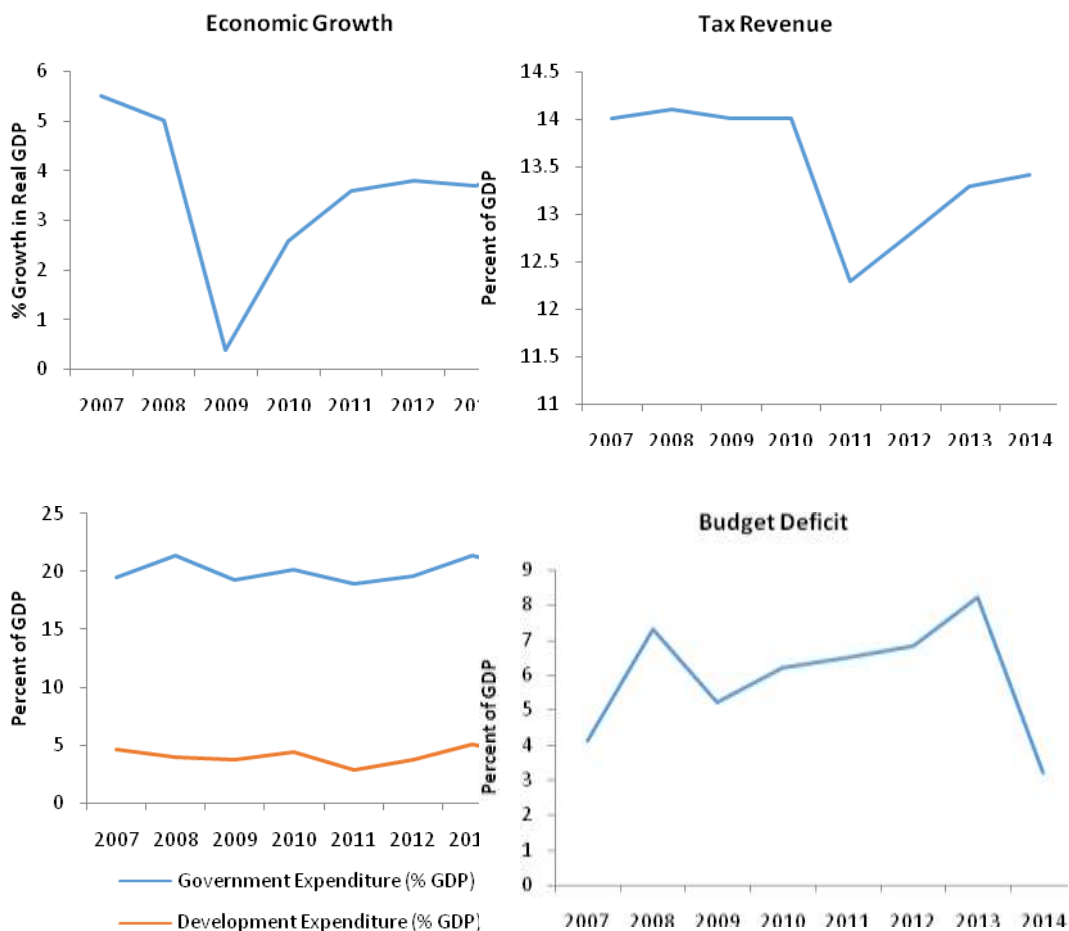 Economic Growth
% Growth in Real GDP
6
5
4
3
2
1
0
2007 2008 2009 2010 2011 2012 201
Tax Revenue
Percent of GDP
14.5
14
13.5
13
12.5
12
11.5
11
2007 2008 2009 2010 2011 2012 2013 2014
Percent of GDP
25
20
15
10
5
0
2007 2008 2009 2010 2011 2012 201
Government Expenditure (% GDP)
Development Expenditure (% GDP)
Budget Deficit
Percent of GDP
9
8
7
6
5
4
3
2
1
0
2007 2008 2009 2010 2011 2012 2013 2014